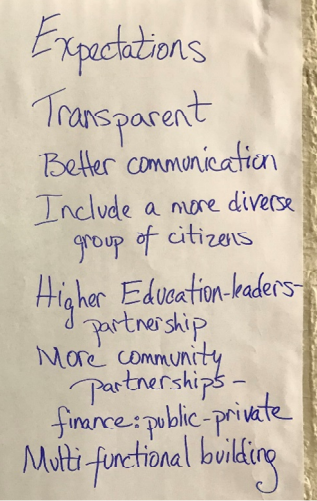 Expectations
Transparent
Better communication
Include a more diverse
group of citizens
Higher Education-leaders-
partnership
More community
partnerships-
finance: public-private
Multi functional building